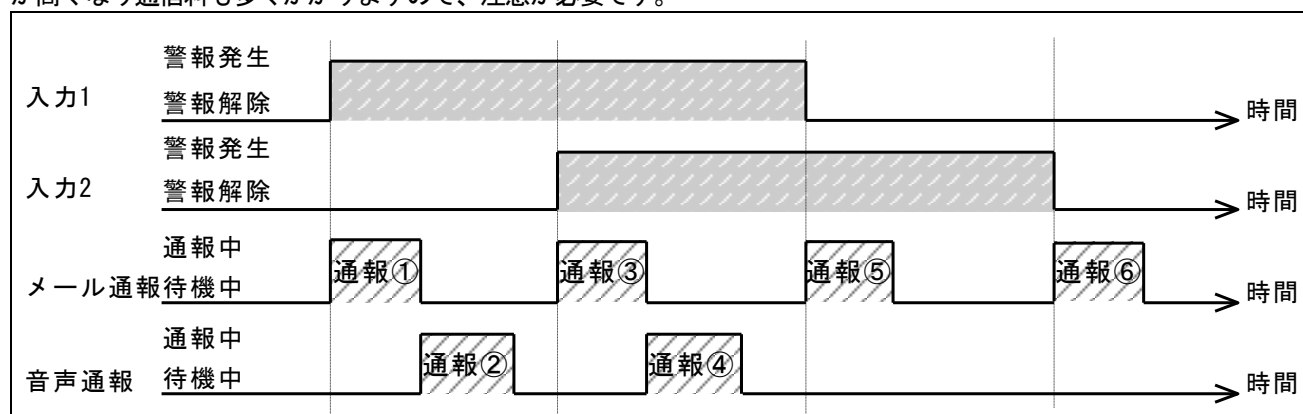 が高くなり通信料も多くかかりますので、注意が必要です。
警報発生
入力1
警報解除
時間
警報発生
入力2
警報解除
時間
通報中
メール通報待機中
通報① 通報③ 通報⑤ 通報⑥
時間
通報中
音声通報 待機中
通報② 通報④
時間